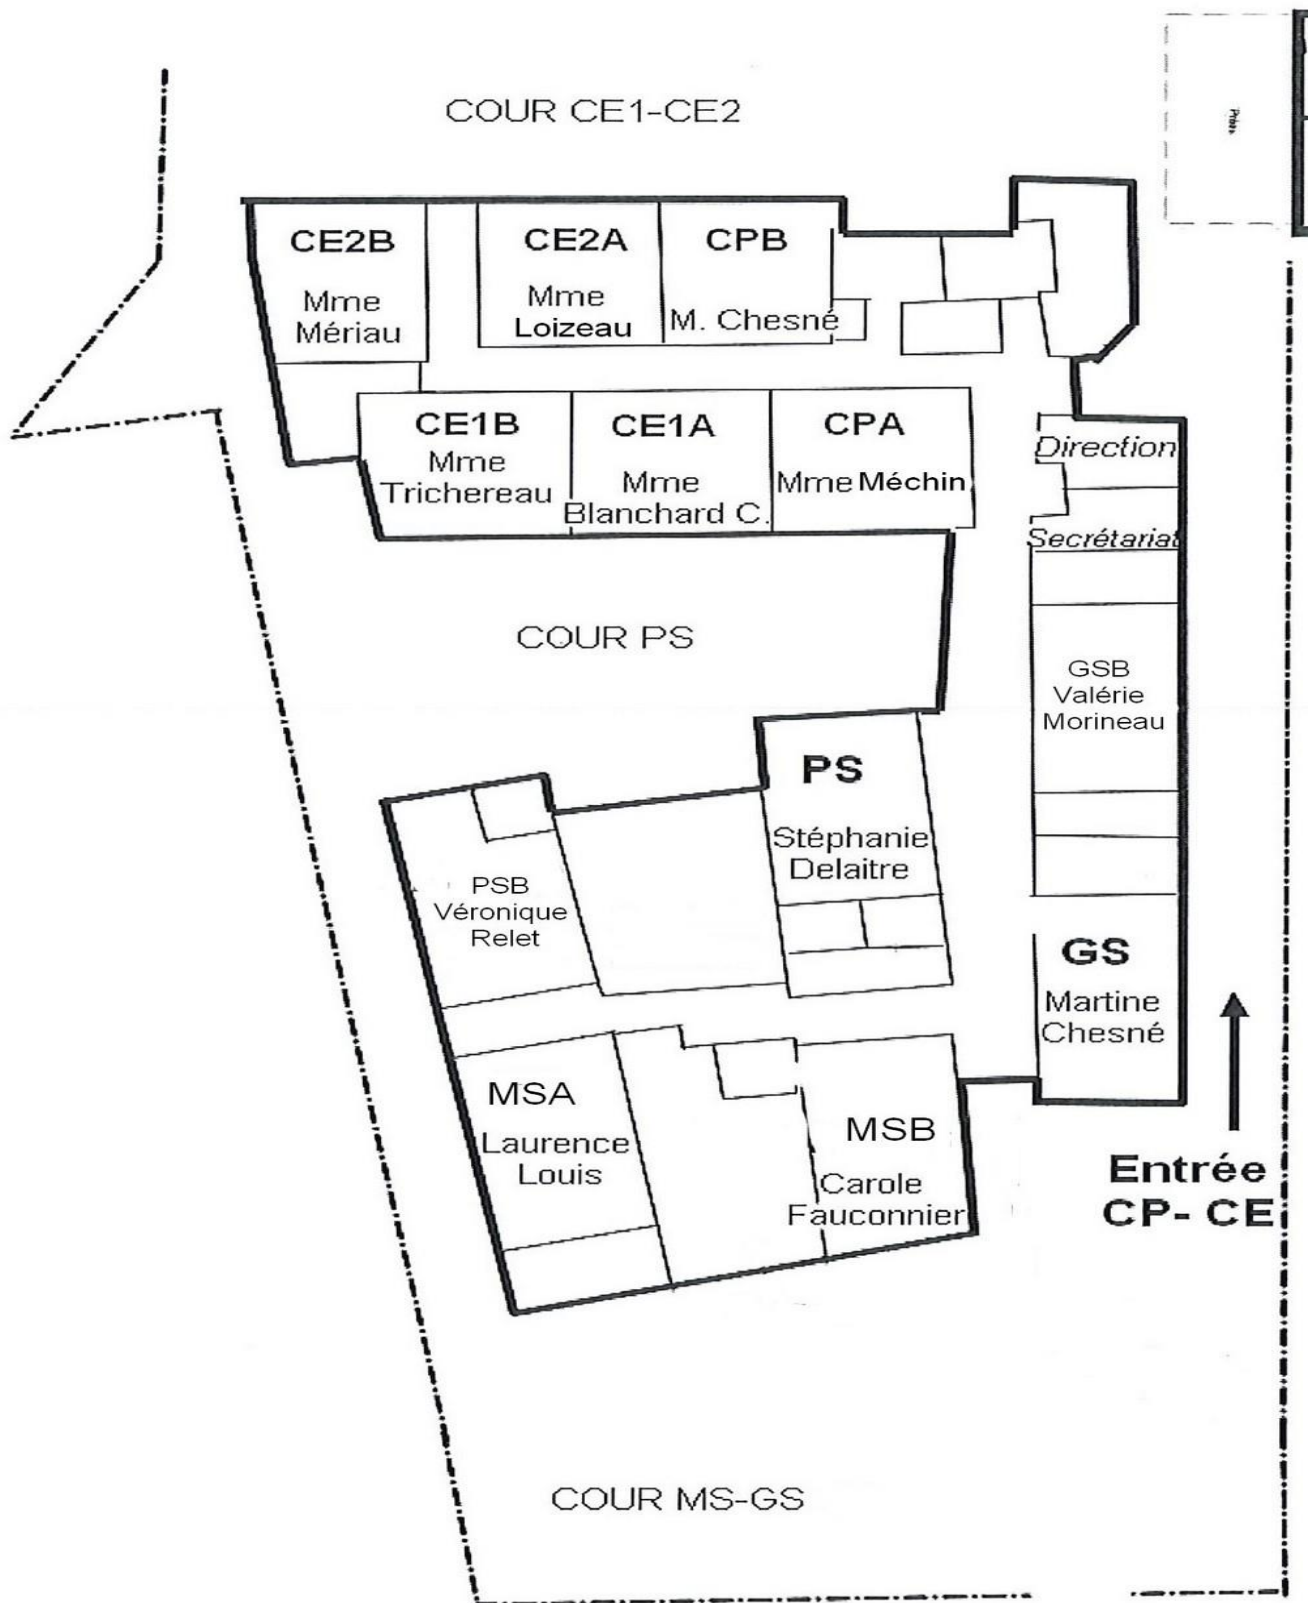 COUR CE1-CE2
CE2B
Mme
Mériau
CE2A
Mme
Loizeau
CPB
M. Chesné
CE1B
Mme
Trichereau
CE1A
Mme
Blanchard C.
CPA
Mme Méchin
Direction
Secrétariat
COUR PS
GSB
Valérie
Morineau
PS
Stéphanie
Delaitre
PSB
Véronique
Relet
GS
Martine
Chesné
MSA
Laurence
Louis
MSB
Carole
Fauconnier
Entrée
CP- CE
COUR MS-GS